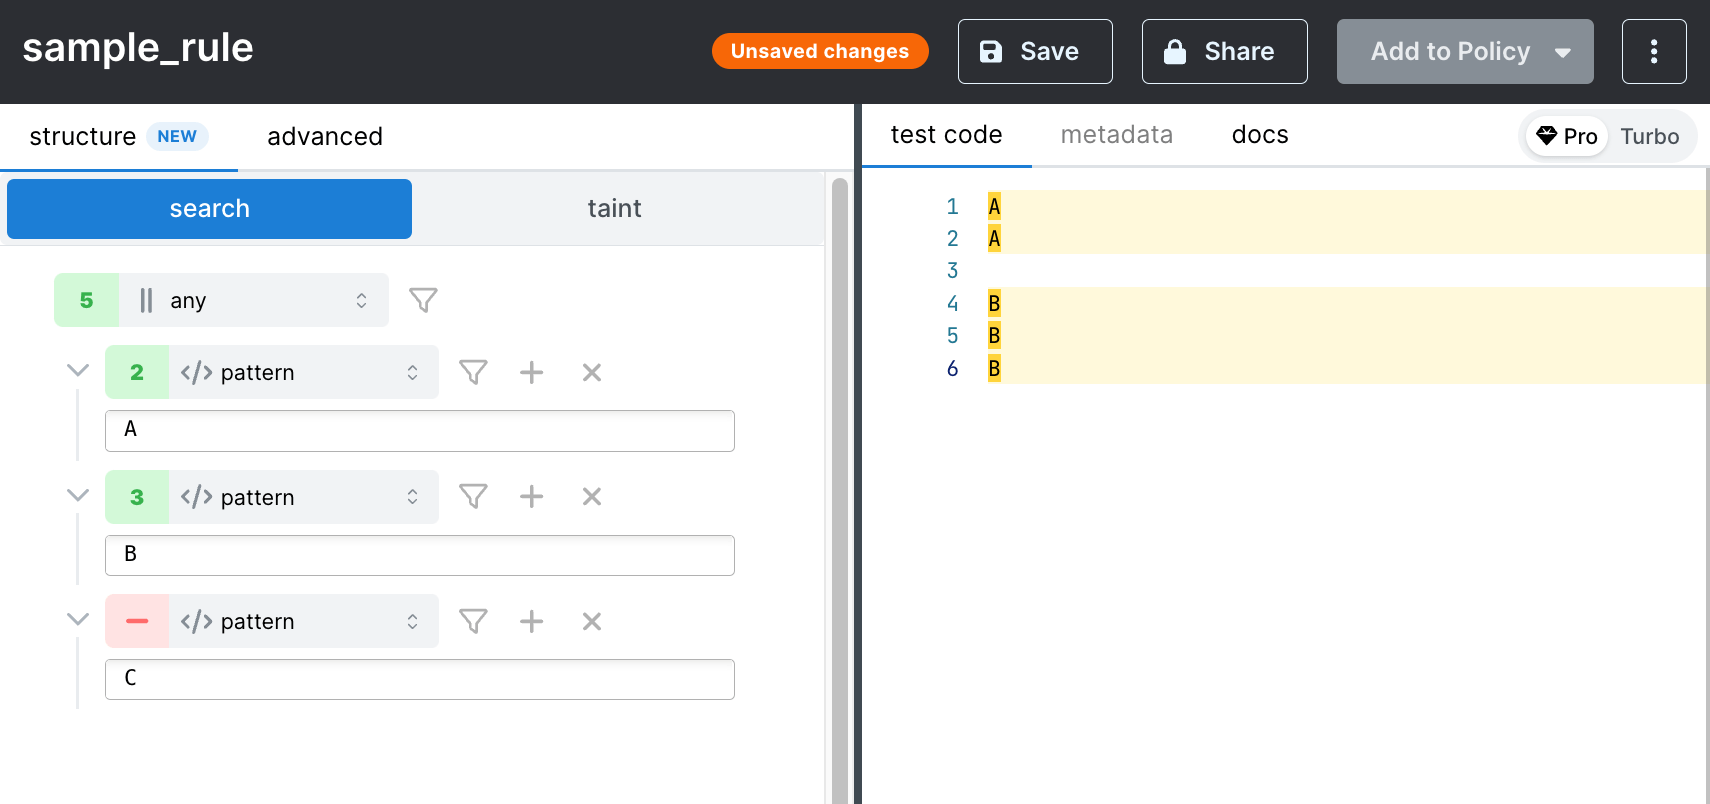 sample_rule
Unsaved changes
Save
Share
Add to Policy
structure NEW
advanced
test code
metadata
docs
Pro
Turbo
search
taint
5 || any
2 </> pattern
A
3 </> pattern
B
− </> pattern
C
1 A
2 A
3
4 B
5 B
6 B